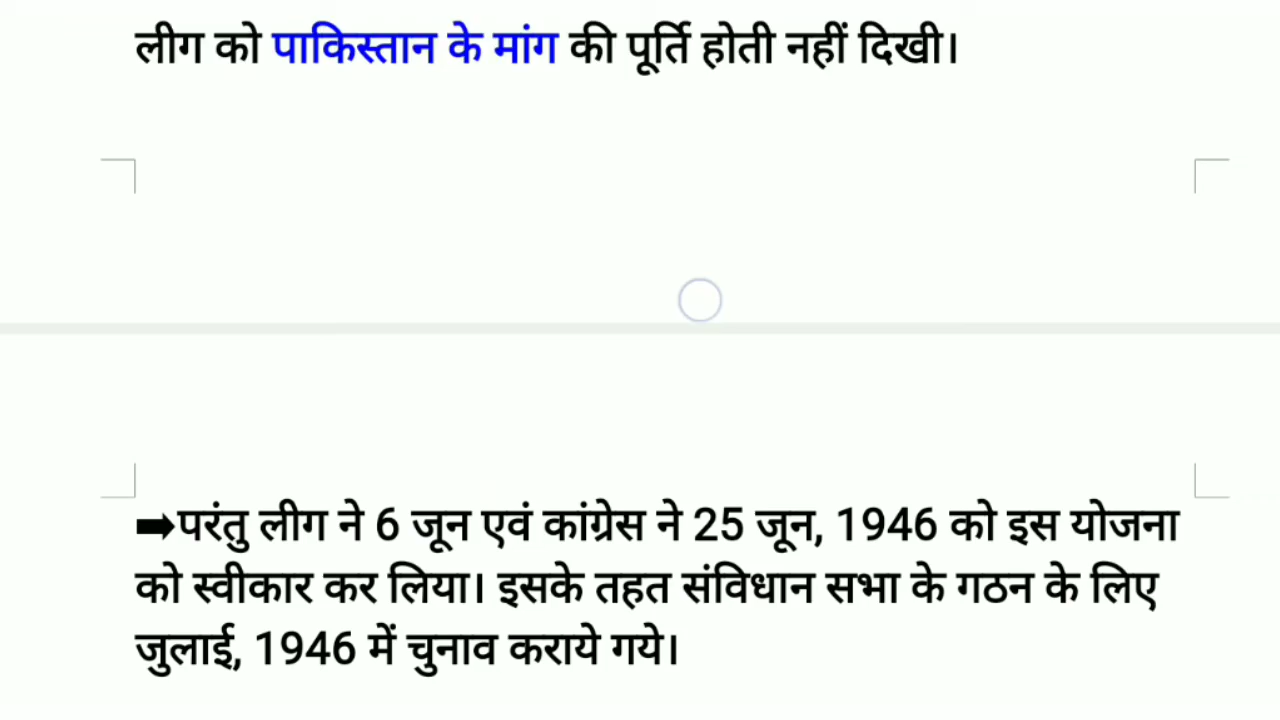 लीग को पाकिस्तान के मांग की पूर्ति होती नहीं दिखी।
➡परंतु लीग ने 6 जून एवं कांग्रेस ने 25 जून, 1946 को इस योजना
को स्वीकार कर लिया। इसके तहत संविधान सभा के गठन के लिए
जुलाई, 1946 में चुनाव कराये गये।